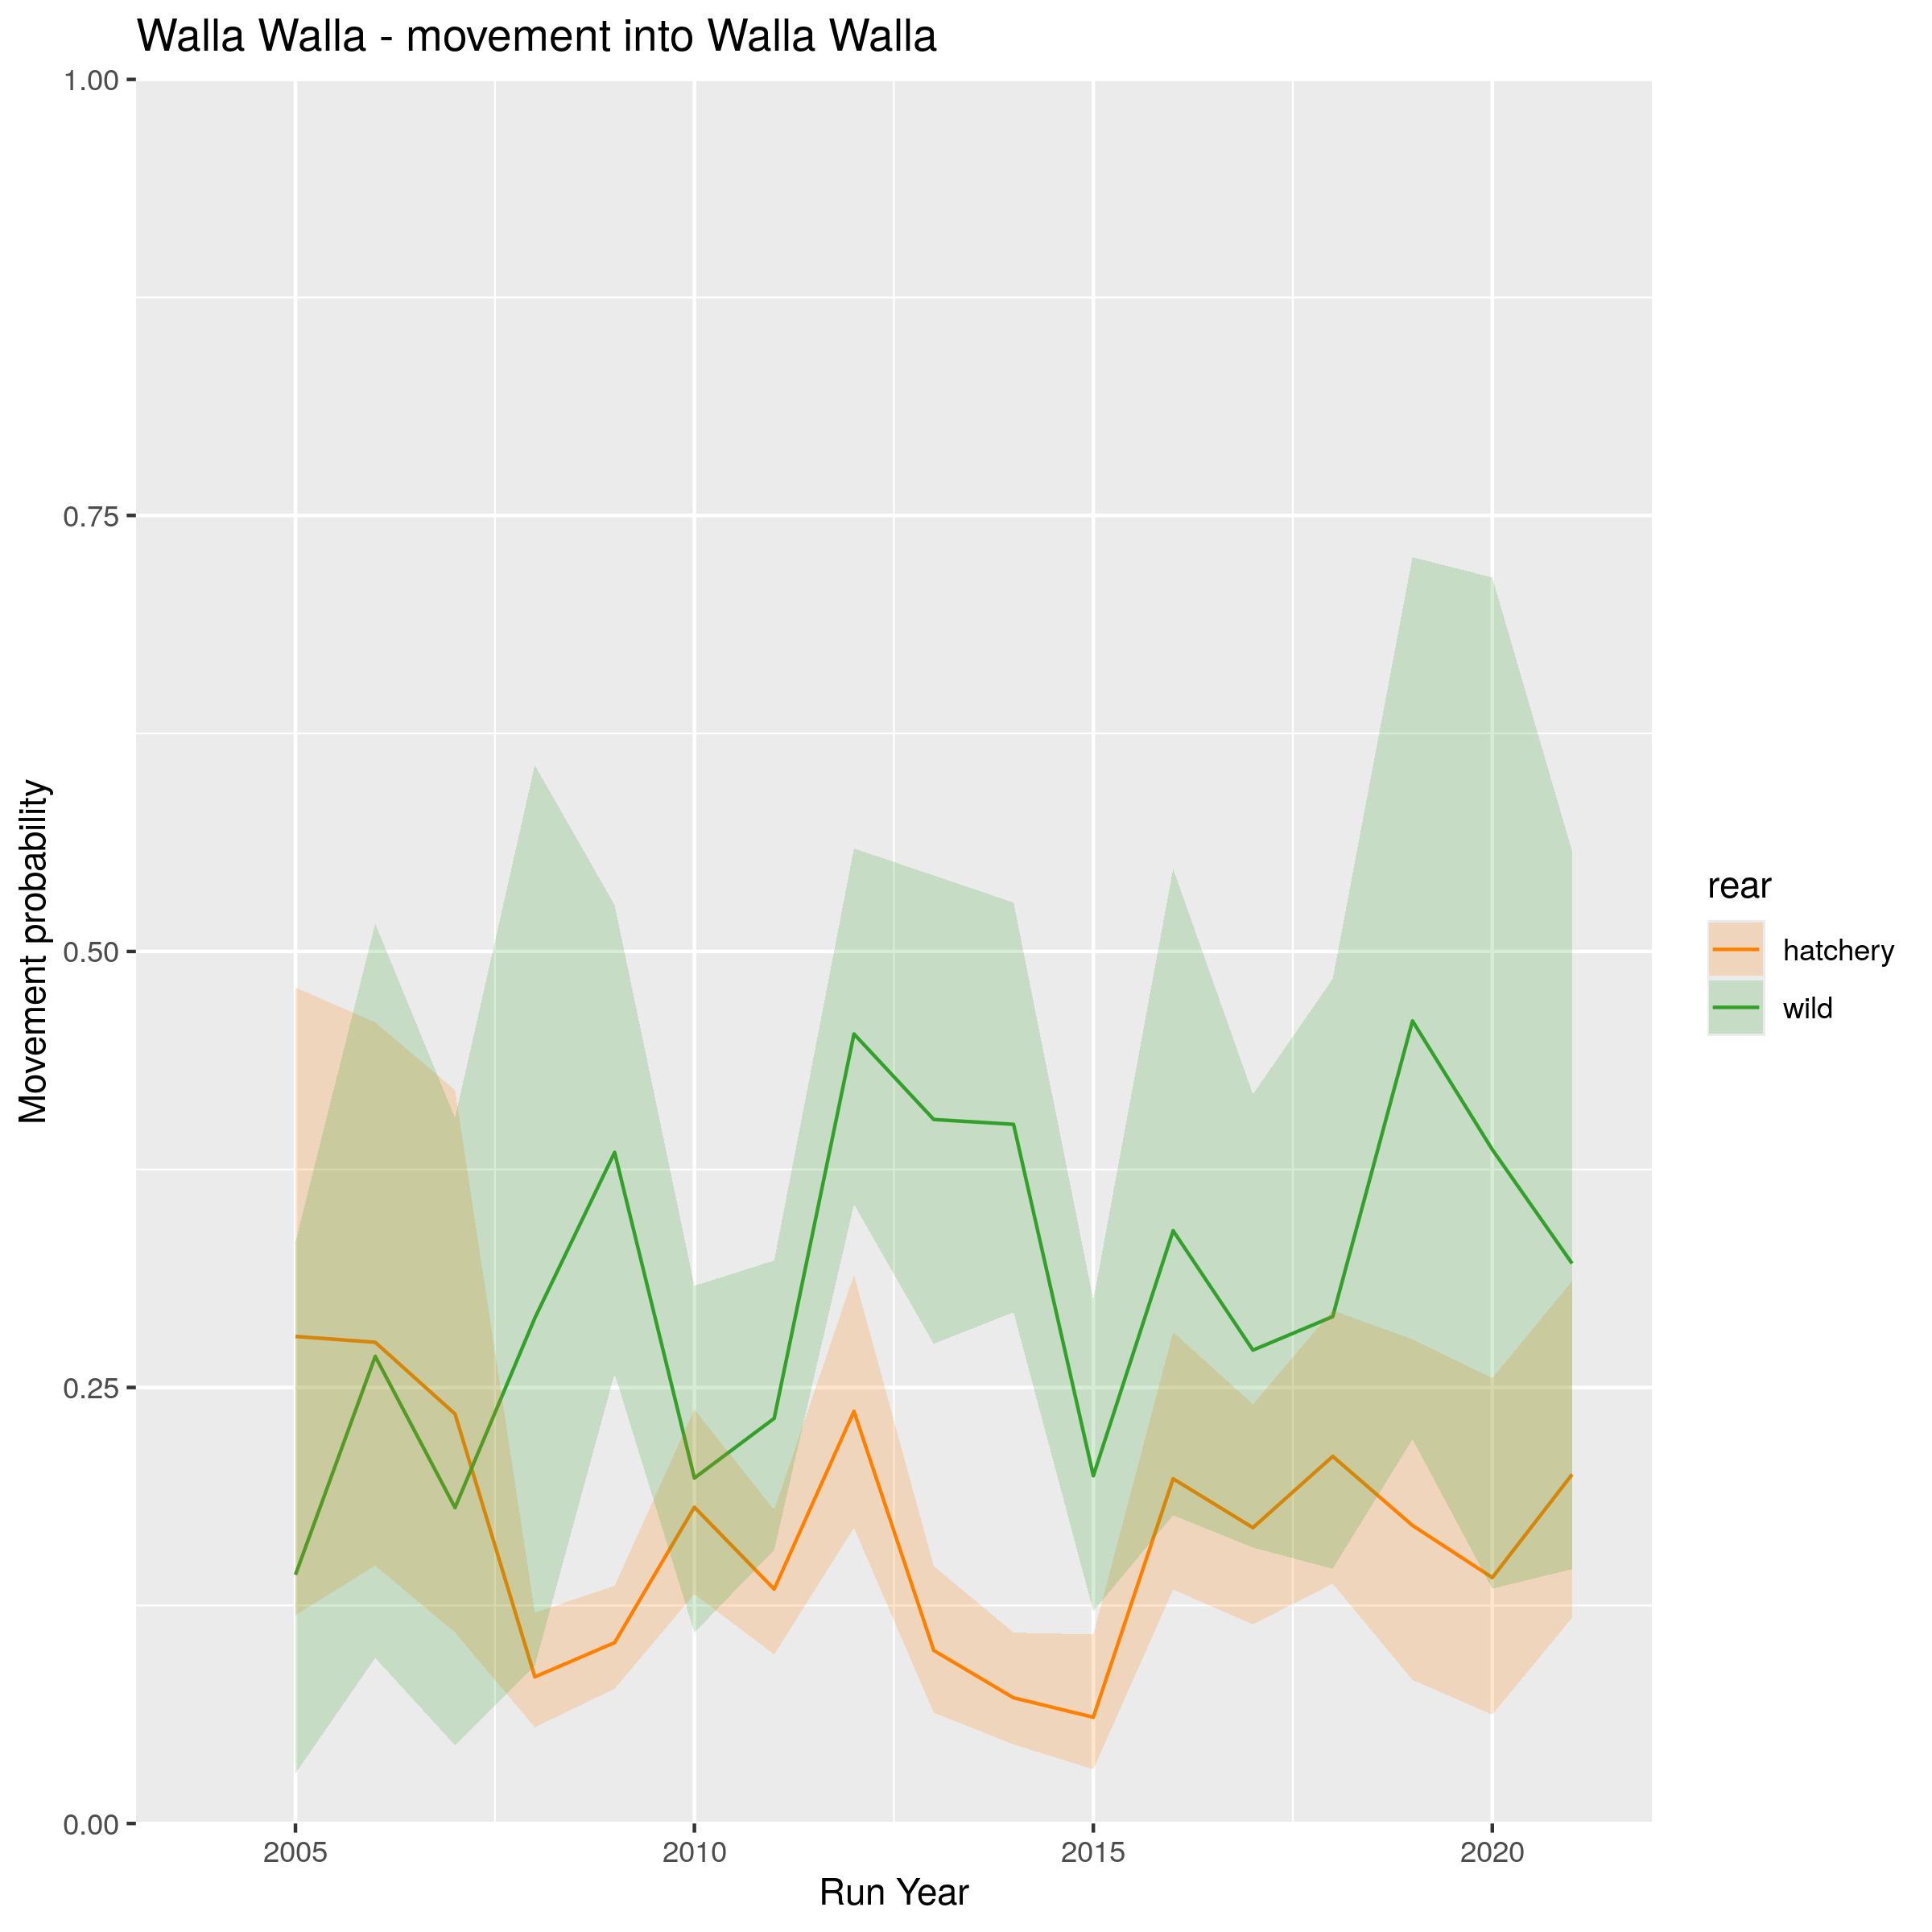 Walla Walla - movement into Walla Walla
1.00
0.75
0.50
0.25
0.00
Movement probability
2005 2010 2015 2020
Run Year
rear
hatchery
wild